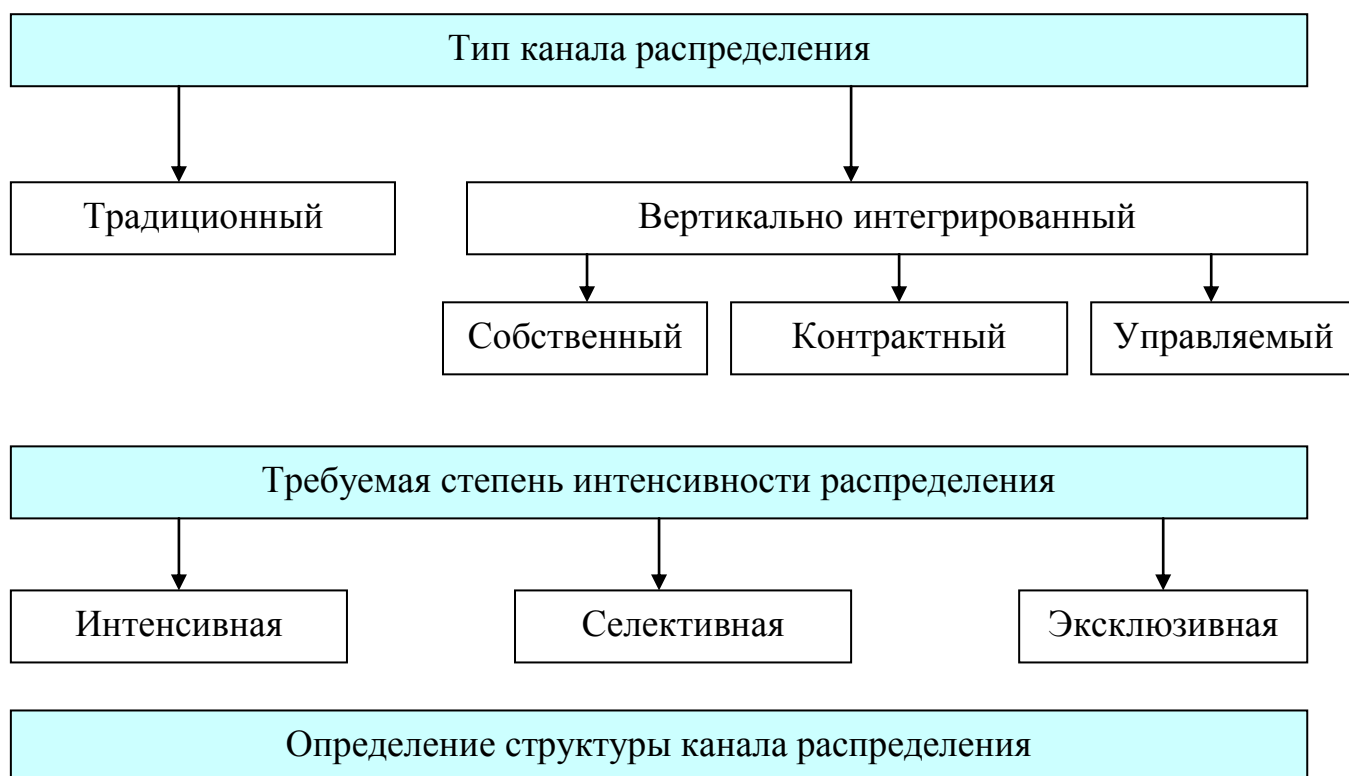 Тип канала распределения
Традиционный
Вертикально интегрированный
Собственный
Контрактный
Управляемый
Требуемая степень интенсивности распределения
Интенсивная
Селективная
Эксклюзивная
Определение структуры канала распределения